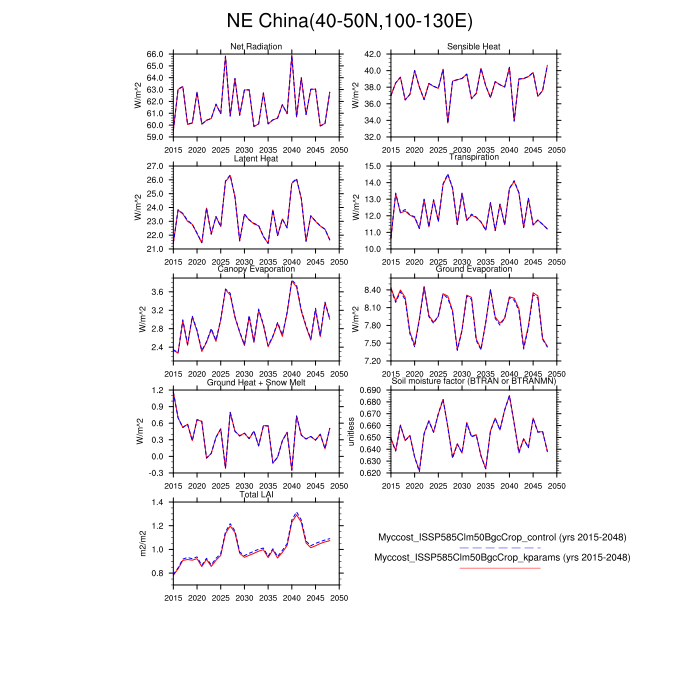 NE China(40-50N,100-130E)
Net Radiation
Sensible Heat
66.0
65.0
64.0
63.0
62.0
61.0
60.0
59.0
W/m^2
42.0
40.0
38.0
36.0
34.0
32.0
W/m^2
2015 2020 2025 2030 2035 2040 2045 2050
2015 2020 2025 2030 2035 2040 2045 2050
Latent Heat
Transpiration
27.0
26.0
25.0
24.0
23.0
22.0
21.0
W/m^2
15.0
14.0
13.0
12.0
11.0
10.0
W/m^2
2015 2020 2025 2030 2035 2040 2045 2050
2015 2020 2025 2030 2035 2040 2045 2050
Canopy Evaporation
Ground Evaporation
3.6
3.2
2.8
2.4
W/m^2
8.40
8.10
7.80
7.50
7.20
W/m^2
2015 2020 2025 2030 2035 2040 2045 2050
2015 2020 2025 2030 2035 2040 2045 2050
Ground Heat + Snow Melt
Soil moisture factor (BTRAN or BTRANMN)
1.2
0.9
0.6
0.3
0.0
-0.3
W/m^2
0.690
0.680
0.670
0.660
0.650
0.640
0.630
0.620
unitless
2015 2020 2025 2030 2035 2040 2045 2050
2015 2020 2025 2030 2035 2040 2045 2050
Total LAI
1.4
1.2
1.0
0.8
m2/m2
2015 2020 2025 2030 2035 2040 2045 2050
Myccost_ISSP585Clm50BgcCrop_control (yrs 2015-2048)
Myccost_ISSP585Clm50BgcCrop_kparams (yrs 2015-2048)